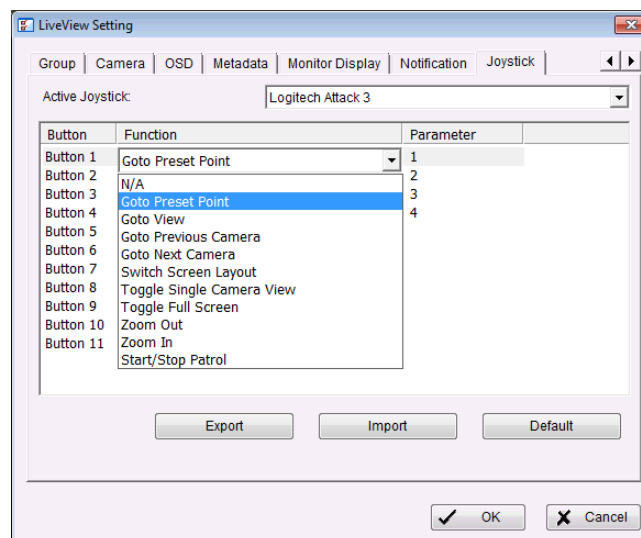 LiveView Setting
Group Camera OSD Metadata Monitor Display Notification Joystick
Active Joystick: Logitech Attack 3
Button Function Parameter
Button 1 Goto Preset Point 1
Button 2 N/A 2
Button 3 Goto Preset Point 3
Button 4 Goto View 4
Button 5 Goto Previous Camera
Button 6 Goto Next Camera
Button 7 Switch Screen Layout
Button 8 Toggle Single Camera View
Button 9 Toggle Full Screen
Button 10 Zoom Out
Button 11 Zoom In
Start/Stop Patrol
Export Import Default
OK Cancel